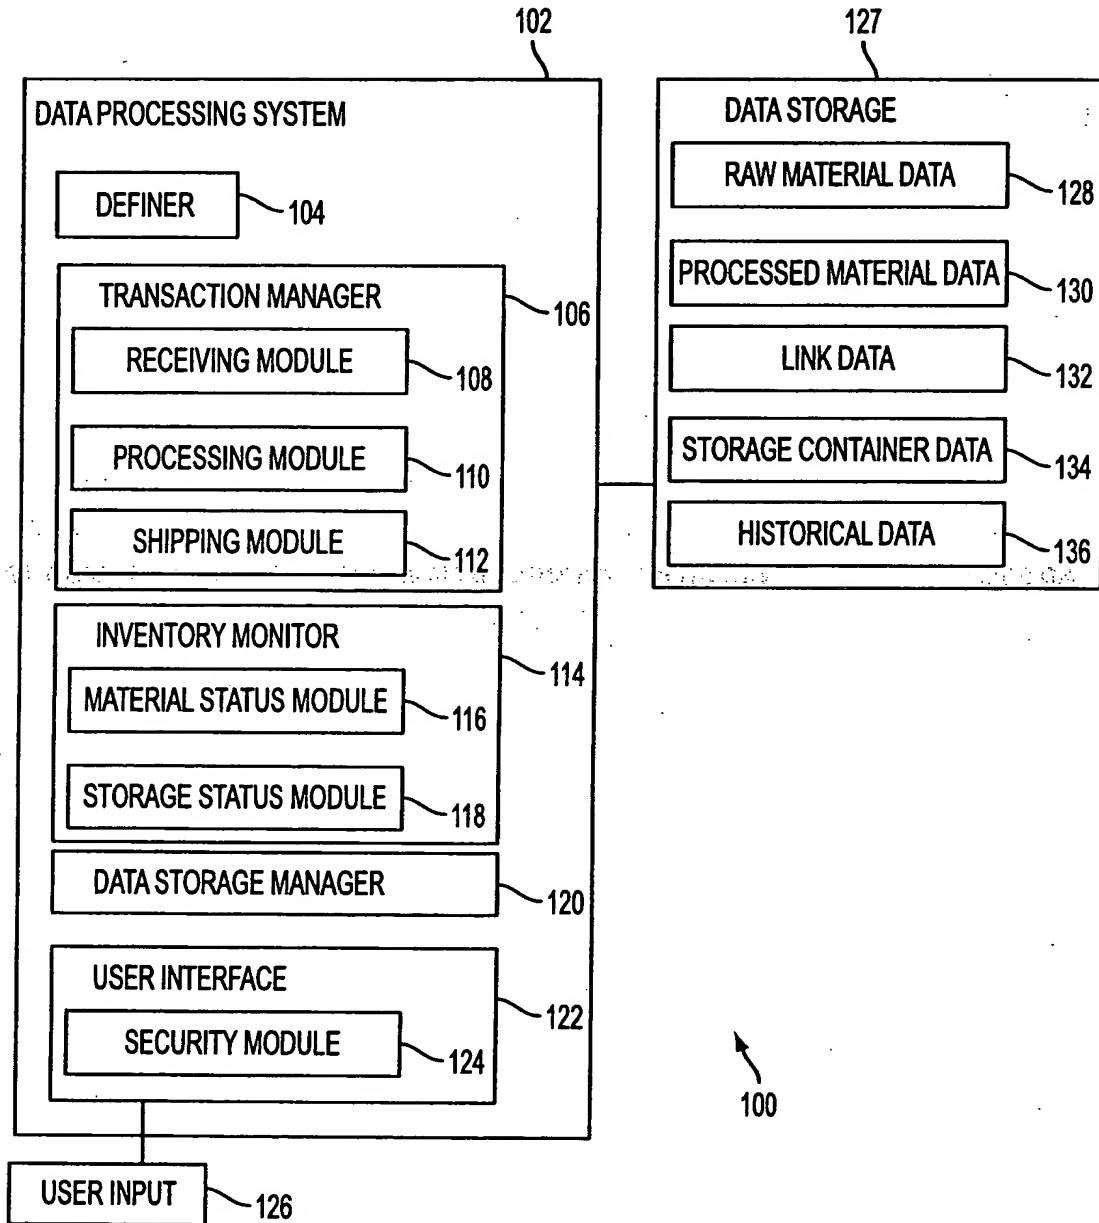 102
DATA PROCESSING SYSTEM
DEFINER
104
TRANSACTION MANAGER
106
RECEIVING MODULE
108
PROCESSING MODULE
110
SHIPPING MODULE
112
INVENTORY MONITOR
114
MATERIAL STATUS MODULE
116
STORAGE STATUS MODULE
118
DATA STORAGE MANAGER
120
USER INTERFACE
122
SECURITY MODULE
124
USER INPUT
126
127
DATA STORAGE
RAW MATERIAL DATA
128
PROCESSED MATERIAL DATA
130
LINK DATA
132
STORAGE CONTAINER DATA
134
HISTORICAL DATA
136
100